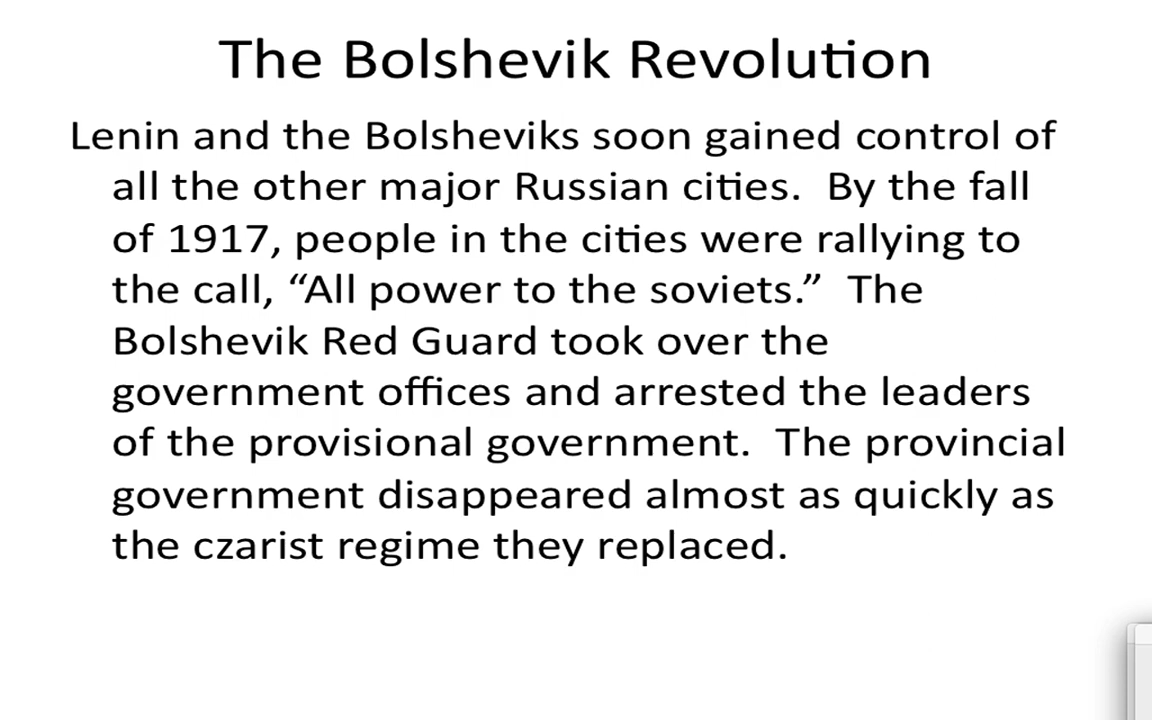 The Bolshevik Revolution
Lenin and the Bolsheviks soon gained control of
all the other major Russian cities.  By the fall
of 1917, people in the cities were rallying to
the call, “All power to the soviets.”  The
Bolshevik Red Guard took over the
government offices and arrested the leaders
of the provisional government.  The provincial
government disappeared almost as quickly as
the czarist regime they replaced.